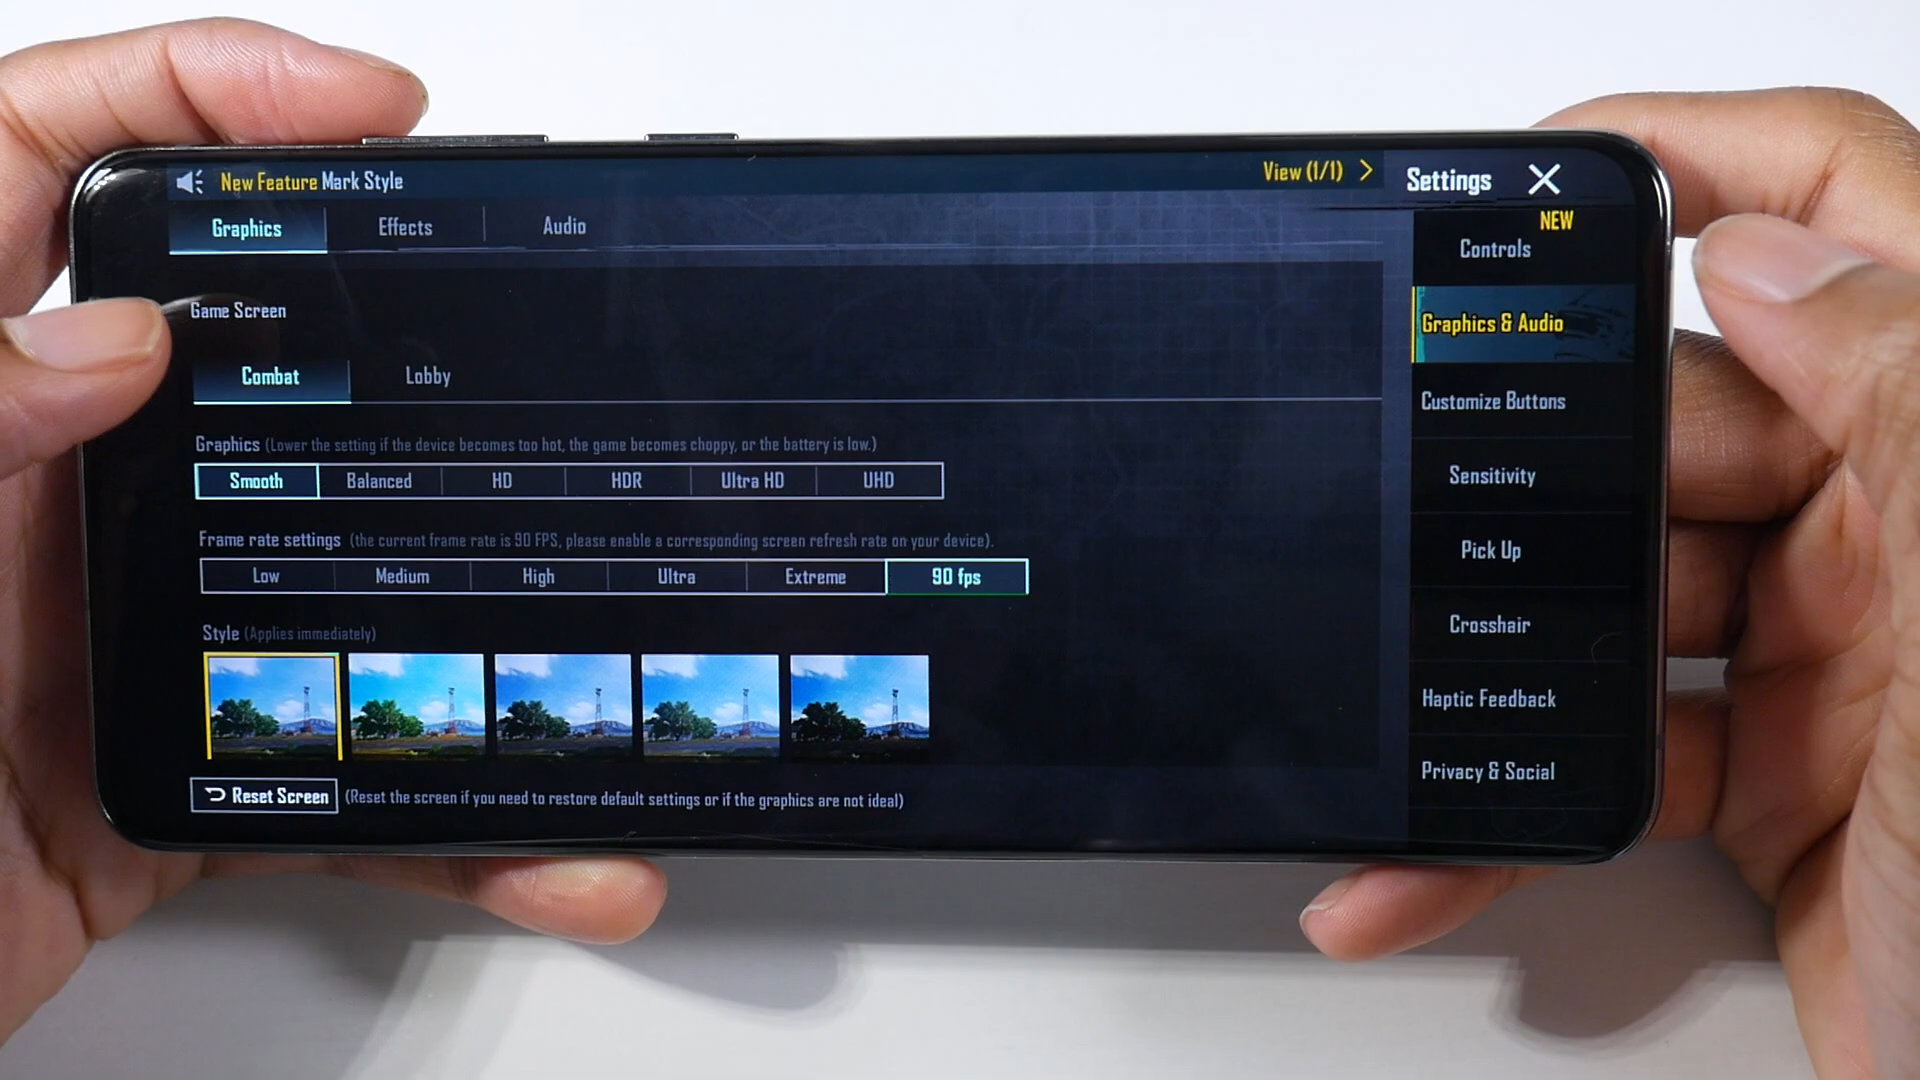 New Feature Mark Style
View (1/1) >
Settings
Graphics
Effects
Audio
Game Screen
Combat
Lobby
Graphics (Lower the setting if the device becomes too hot, the game becomes choppy, or the battery is low.)
Smooth
Balanced
HD
HDR
Ultra HD
UHD
Frame rate settings (the current frame rate is 90 FPS, please enable a corresponding screen refresh rate on your device).
Low
Medium
High
Ultra
Extreme
90 fps
Style (Applies immediately)
Reset Screen (Reset the screen if you need to restore default settings or if the graphics are not ideal)
NEW
Controls
Graphics & Audio
Customize Buttons
Sensitivity
Pick Up
Crosshair
Haptic Feedback
Privacy & Social